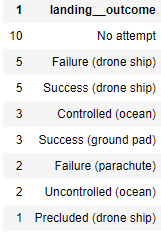 1 landing__outcome
10 No attempt
5 Failure (drone ship)
5 Success (drone ship)
3 Controlled (ocean)
3 Success (ground pad)
2 Failure (parachute)
2 Uncontrolled (ocean)
1 Precluded (drone ship)